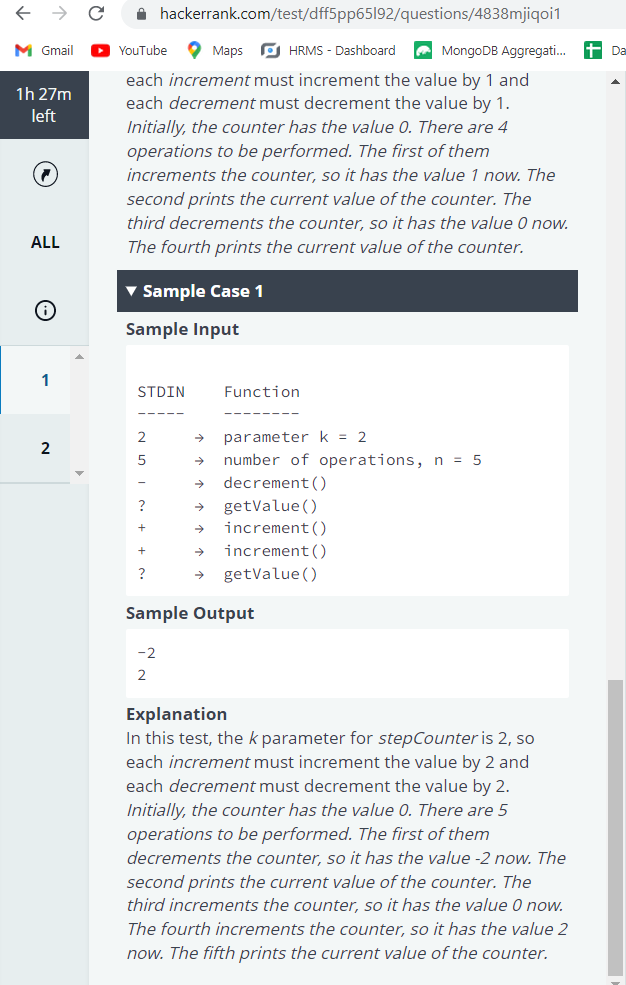 hackerrank.com/test/dff5pp65l92/questions/4838mjiqoi1
Gmail YouTube Maps HRMS - Dashboard MongoDB Aggregati... Da
1h 27m
left
ALL
1
2
each increment must increment the value by 1 and
each decrement must decrement the value by 1.
Initially, the counter has the value 0. There are 4
operations to be performed. The first of them
increments the counter, so it has the value 1 now. The
second prints the current value of the counter. The
third decrements the counter, so it has the value 0 now.
The fourth prints the current value of the counter.
▼ Sample Case 1
Sample Input
STDIN Function
----- --------
2 → parameter k = 2
5 → number of operations, n = 5
- → decrement()
? → getValue()
+ → increment()
+ → increment()
? → getValue()
Sample Output
-2
2
Explanation
In this test, the k parameter for stepCounter is 2, so
each increment must increment the value by 2 and
each decrement must decrement the value by 2.
Initially, the counter has the value 0. There are 5
operations to be performed. The first of them
decrements the counter, so it has the value -2 now. The
second prints the current value of the counter. The
third increments the counter, so it has the value 0 now.
The fourth increments the counter, so it has the value 2
now. The fifth prints the current value of the counter.